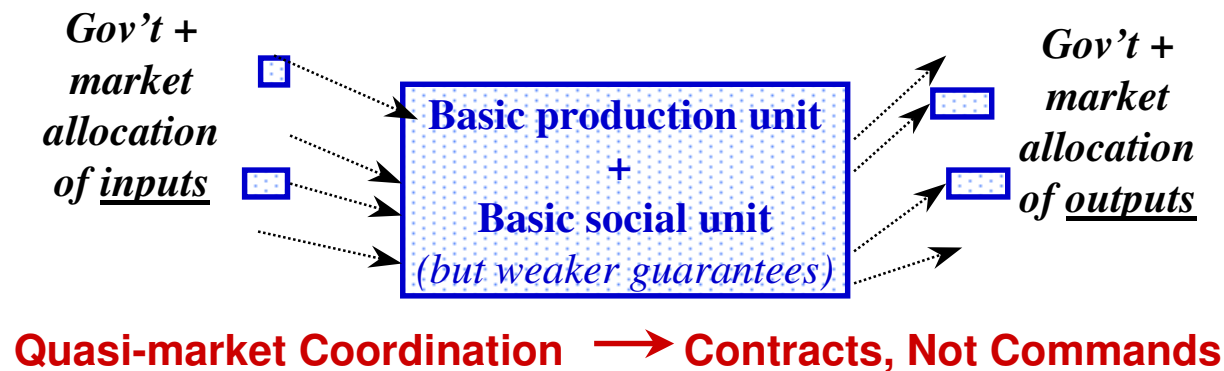 Gov't +
market
allocation
of inputs
Basic production unit
+
Basic social unit
(but weaker guarantees)
Gov't +
market
allocation
of outputs
Quasi-market Coordination → Contracts, Not Commands